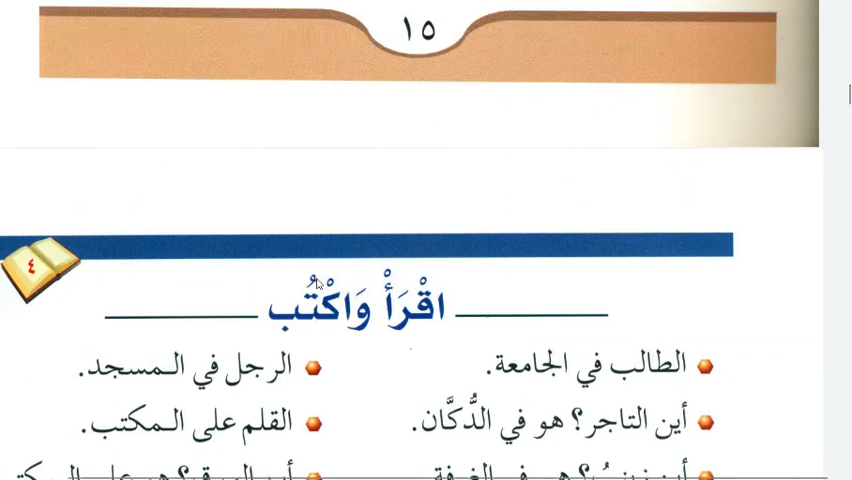 ١٥
٤
اقْرَأْ وَاكْتُب
الطالب في الجامعة.
الرجل في المسجد.
أين التاجر؟ هو في الدُّكَّان.
القلم على المكتب.